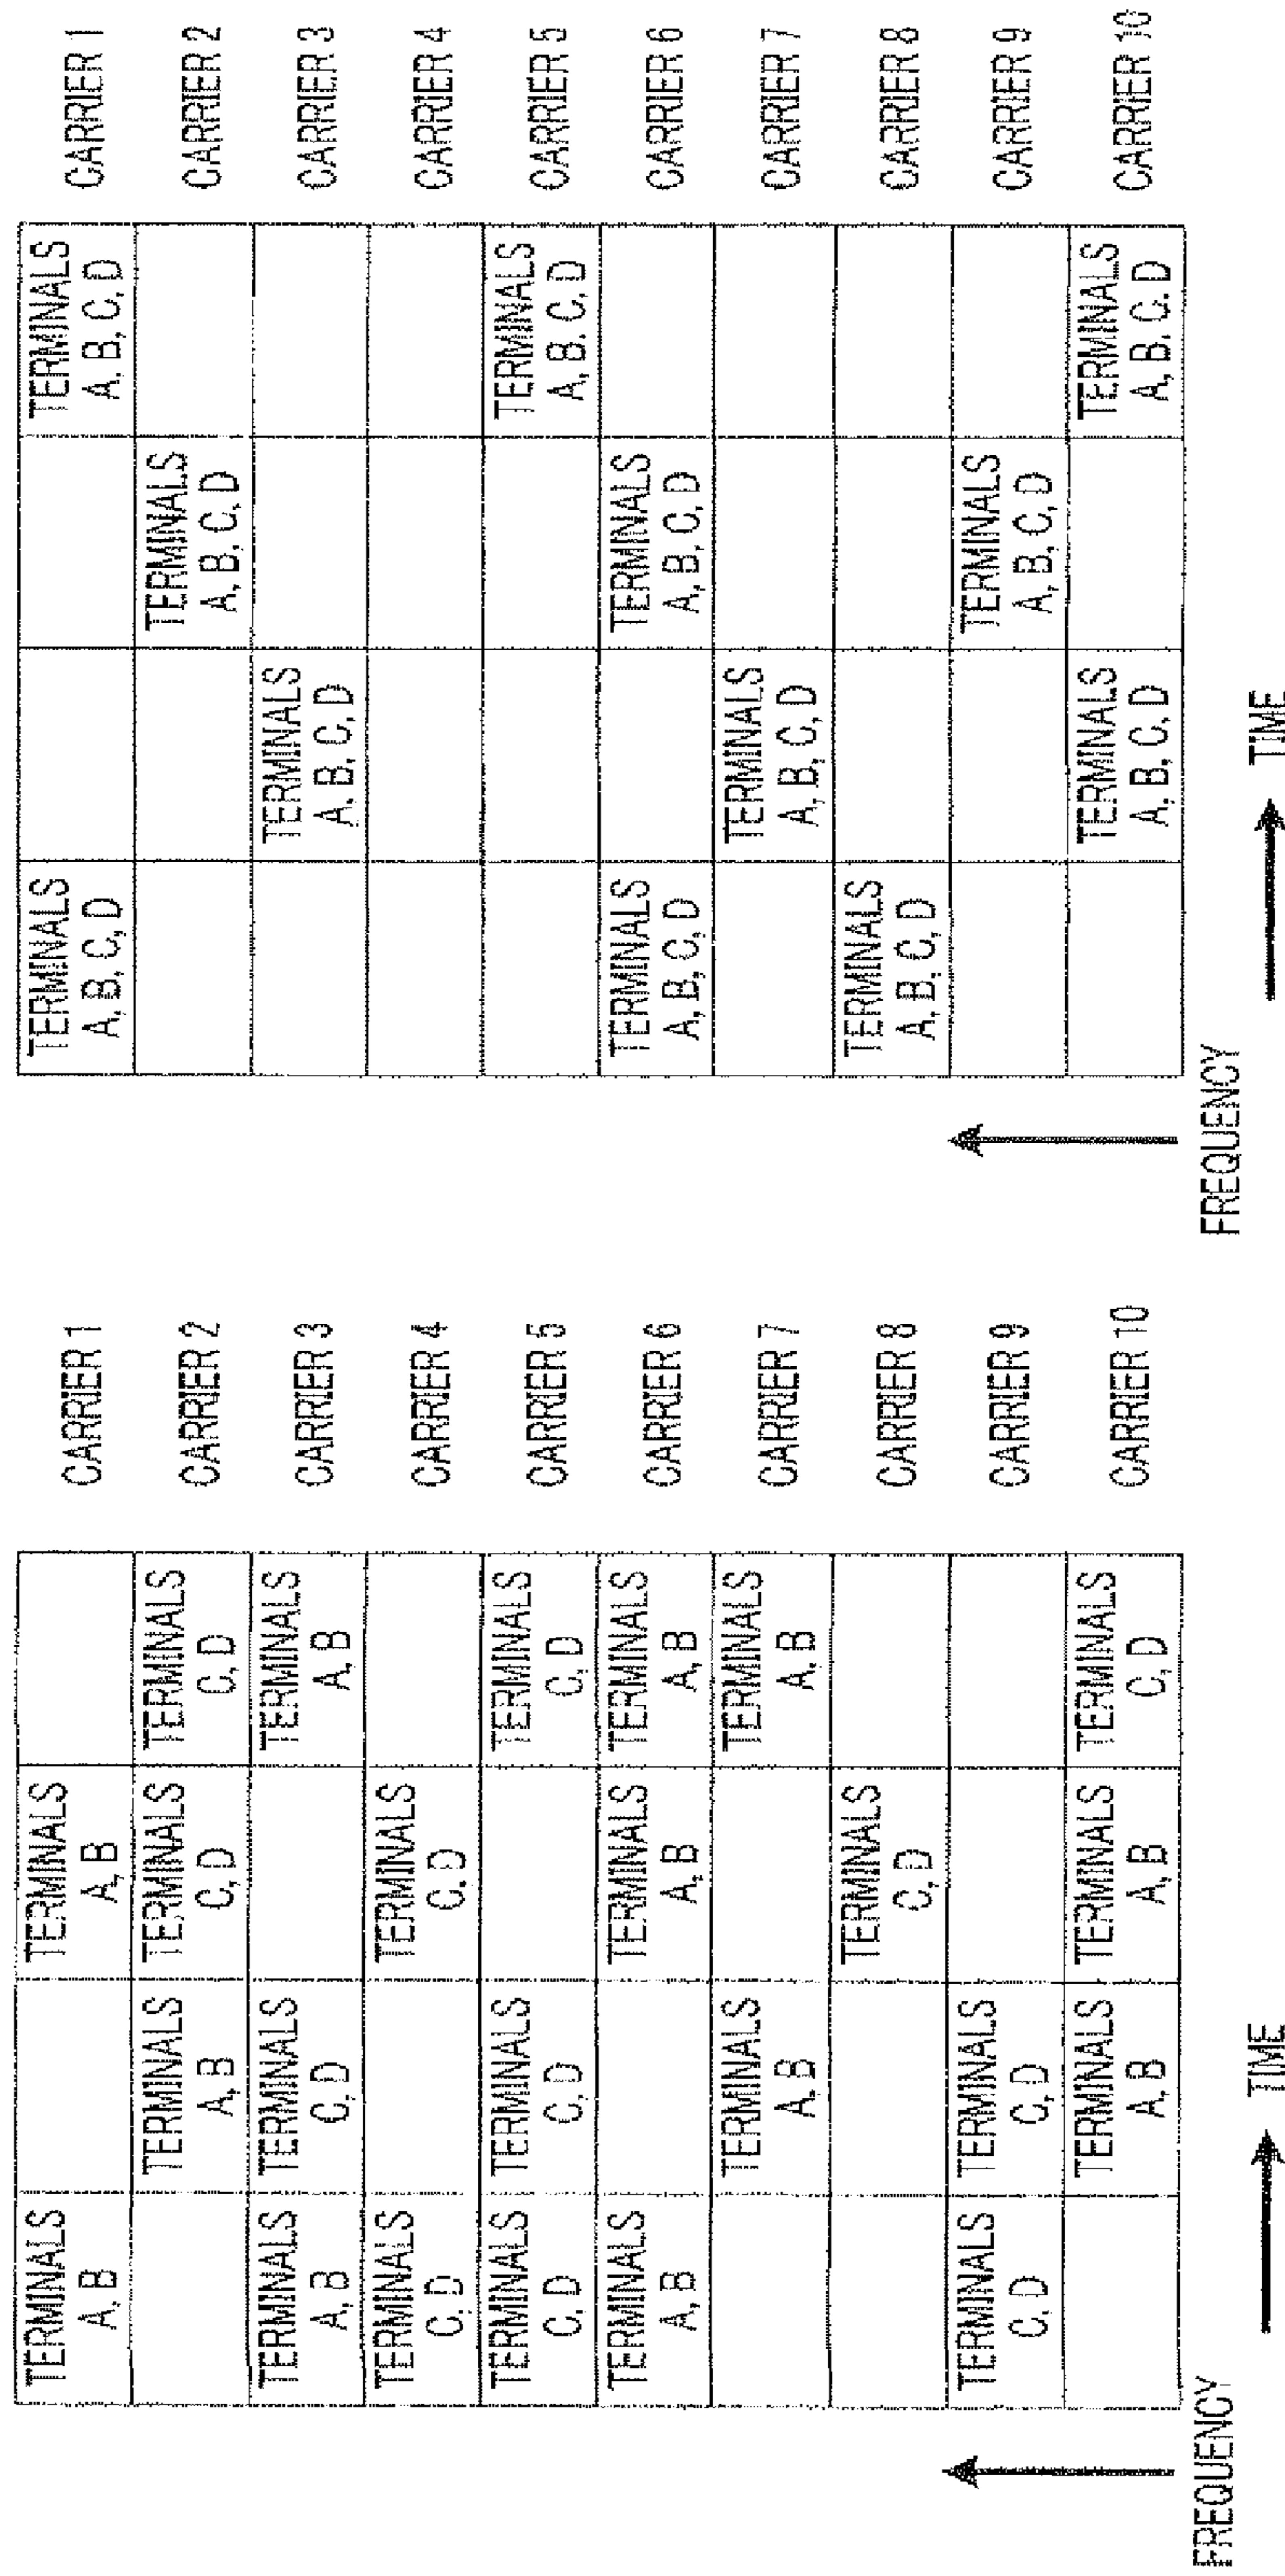 TERMINALS
A, B
TERMINALS
A, B
CARRIER 1
TERMINALS
A, B
TERMINALS
C, D
TERMINALS
C, D
CARRIER 2
TERMINALS
A, B
TERMINALS
C, D
TERMINALS
A, B
CARRIER 3
TERMINALS
C, D
TERMINALS
C, D
CARRIER 4
TERMINALS
C, D
TERMINALS
C, D
TERMINALS
C, D
CARRIER 5
TERMINALS
A, B
TERMINALS
A, B
TERMINALS
A, B
CARRIER 6
TERMINALS
A, B
TERMINALS
A, B
CARRIER 7
TERMINALS
C, D
CARRIER 8
TERMINALS
C, D
TERMINALS
C, D
CARRIER 9
TERMINALS
A, B
TERMINALS
A, B
TERMINALS
C, D
CARRIER 10
FREQUENCY
TIME
TERMINALS
A, B, C, D
TERMINALS
A, B, C, D
CARRIER 1
TERMINALS
A, B, C, D
CARRIER 2
TERMINALS
A, B, C, D
CARRIER 3
CARRIER 4
TERMINALS
A, B, C, D
CARRIER 5
TERMINALS
A, B, C, D
TERMINALS
A, B, C, D
CARRIER 6
TERMINALS
A, B, C, D
CARRIER 7
TERMINALS
A, B, C, D
CARRIER 8
TERMINALS
A, B, C, D
CARRIER 9
TERMINALS
A, B, C, D
TERMINALS
A, B, C, D
CARRIER 10
FREQUENCY
TIME